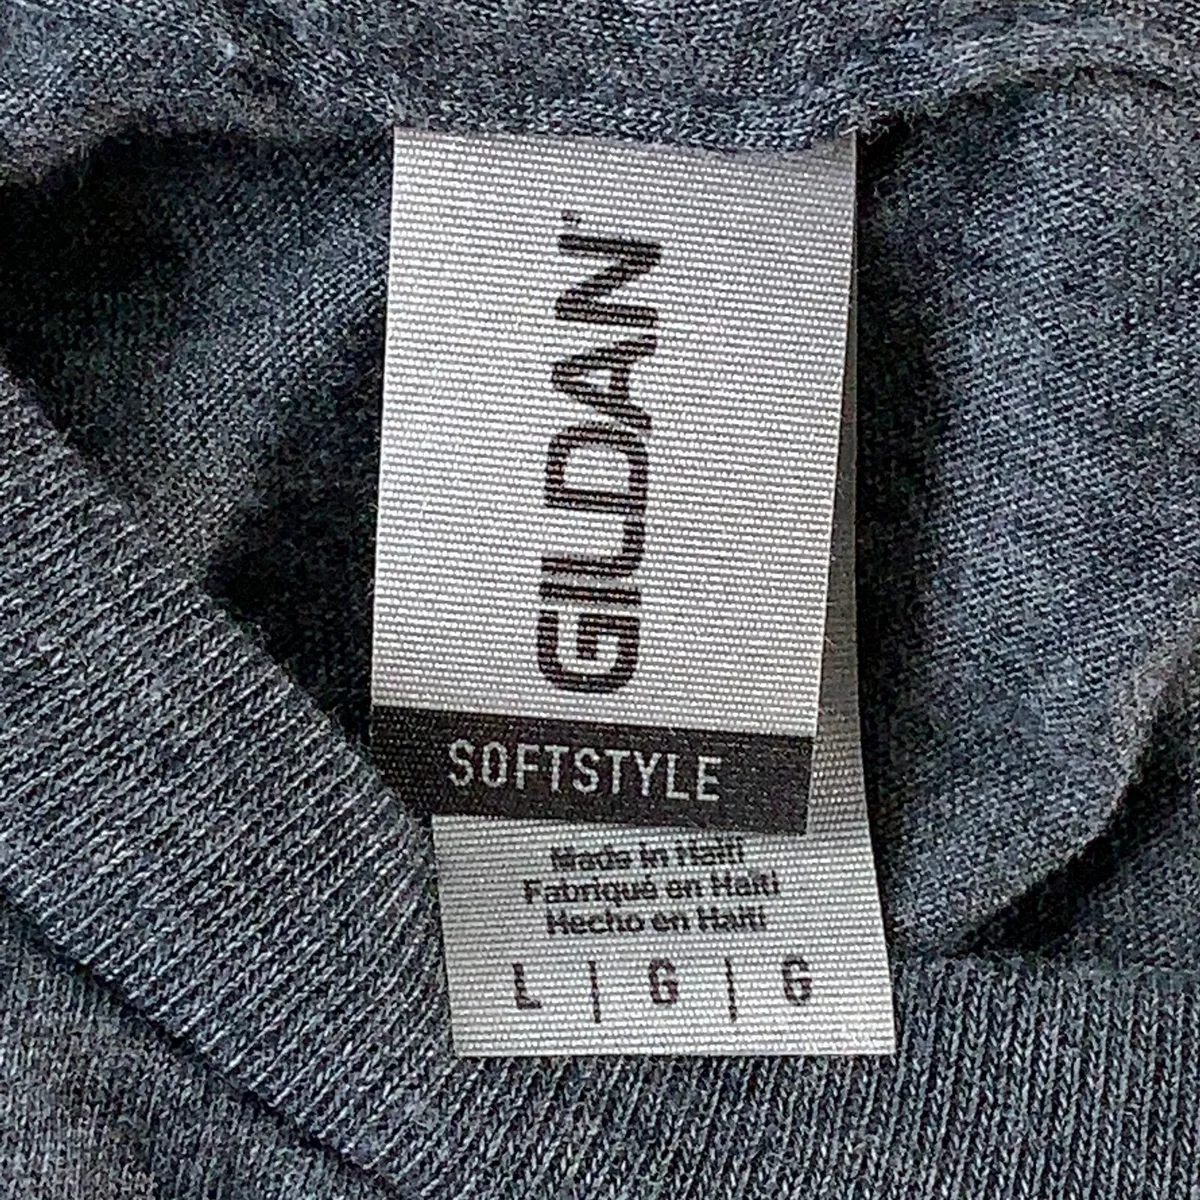 GILDAN
SOFTSTYLE
Made in Haiti
Fabriqué en Haïti
Hecho en Haití
L | G | G